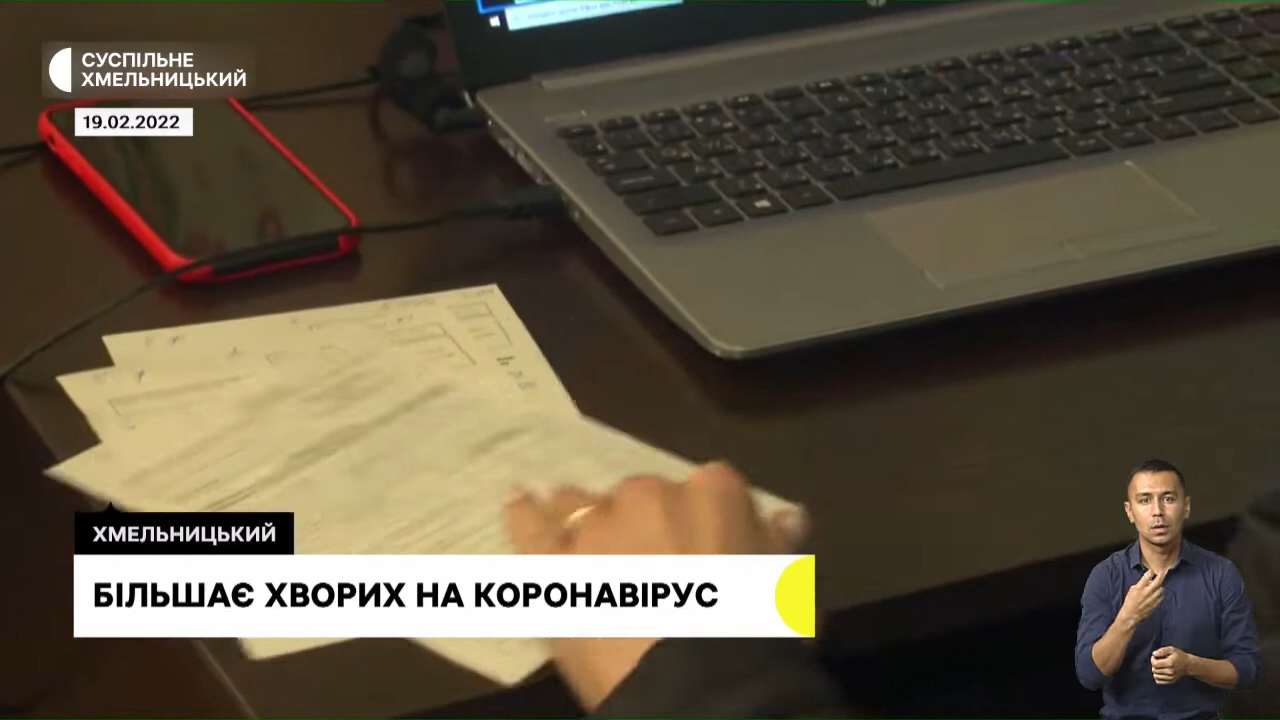 СУСПІЛЬНЕ
ХМЕЛЬНИЦЬКИЙ
19.02.2022
ХМЕЛЬНИЦЬКИЙ
БІЛЬШАЄ ХВОРИХ НА КОРОНАВІРУС